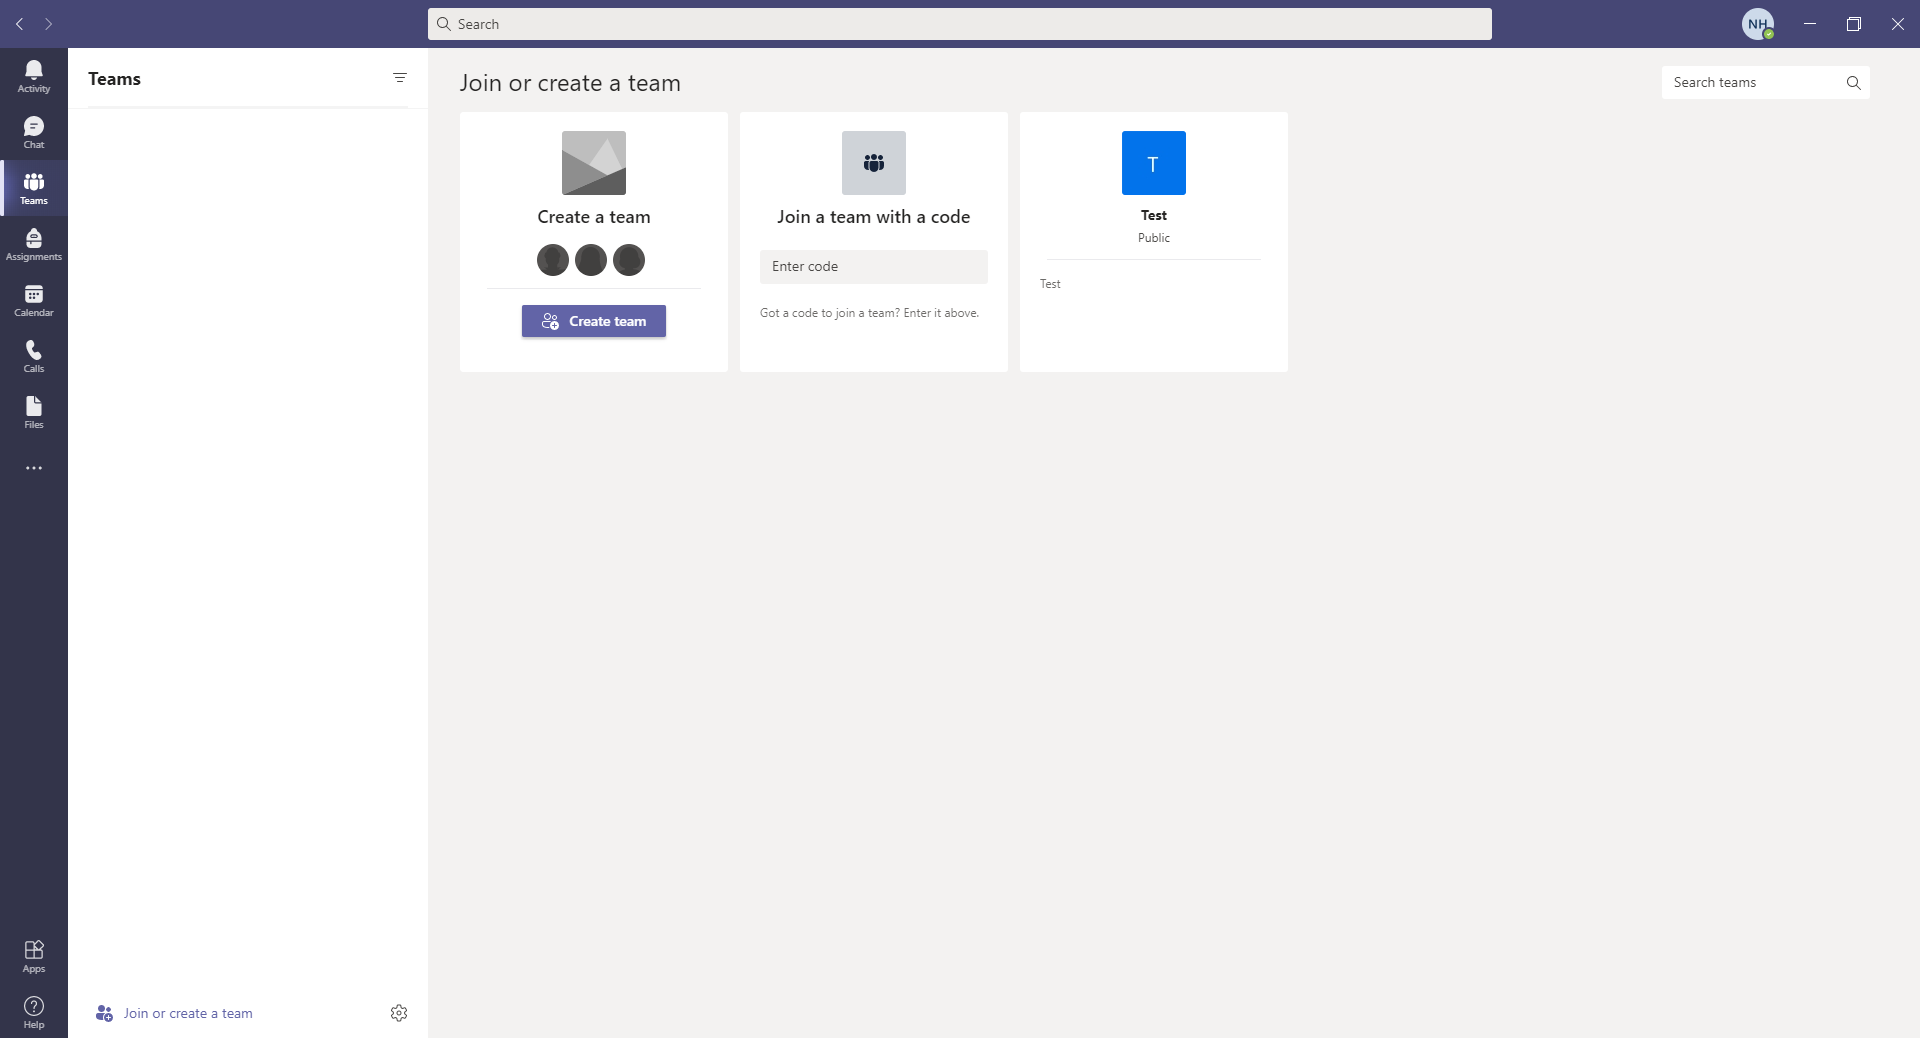 Search
NH
Activity
Chat
Teams
Assignments
Calendar
Calls
Files
Apps
Help
Teams
Join or create a team
Join or create a team
Search teams
Create a team
Create team
Join a team with a code
Enter code
Got a code to join a team? Enter it above.
T
Test
Public
Test